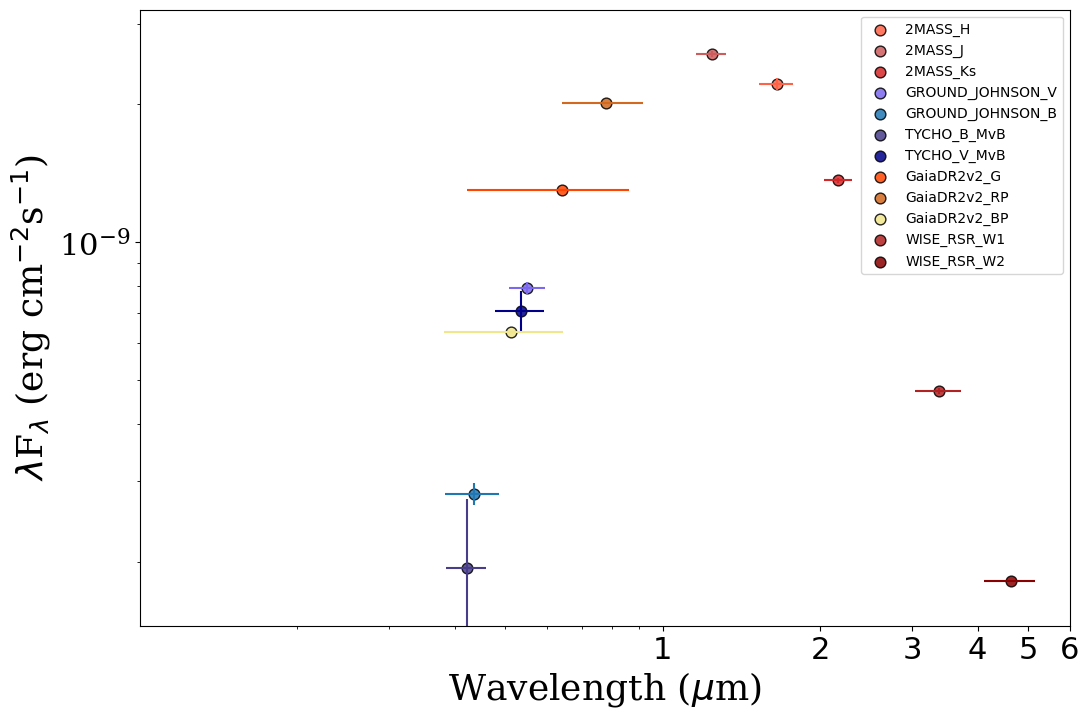 2MASS_H
2MASS_J
2MASS_Ks
GROUND_JOHNSON_V
GROUND_JOHNSON_B
TYCHO_B_MvB
TYCHO_V_MvB
GaiaDR2v2_G
GaiaDR2v2_RP
GaiaDR2v2_BP
WISE_RSR_W1
WISE_RSR_W2
λF_λ (erg cm⁻²s⁻¹)
10⁻⁹
1 2 3 4 5 6
Wavelength (μm)